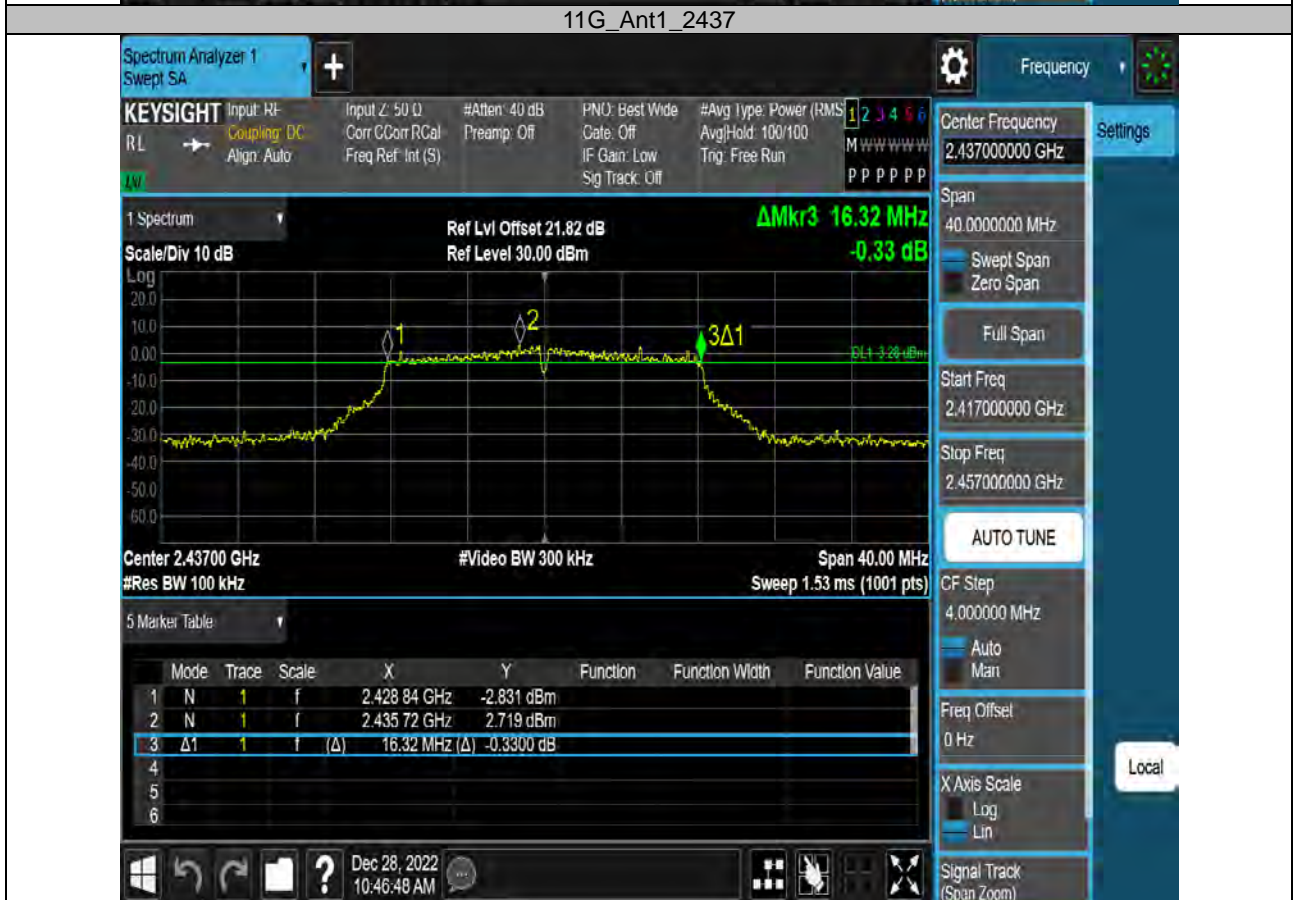 11G_Ant1_2437
Spectrum Analyzer 1
Swept SA
+
Frequency
KEYSIGHT
RL
Input: RF
Coupling: DC
Align: Auto
Input Z: 50 Ω
Corr CCorr RCal
Freq Ref: Int (S)
#Atten: 40 dB
Preamp: Off
PNO: Best Wide
Gate: Off
IF Gain: Low
Sig Track: Off
#Avg Type: Power (RMS
Avg|Hold: 100/100
Trig: Free Run
1 2 3 4 5 6
M W W W W W
P P P P P P
1 Spectrum
Scale/Div 10 dB
Ref Lvl Offset 21.82 dB
Ref Level 30.00 dBm
ΔMkr3 16.32 MHz
-0.33 dB
Log
20.0
10.0
0.00
-10.0
-20.0
-30.0
-40.0
-50.0
-60.0
1
2
3Δ1
DL1 -3.28 dBm
Center 2.43700 GHz
#Res BW 100 kHz
#Video BW 300 kHz
Span 40.00 MHz
Sweep 1.53 ms (1001 pts)
5 Marker Table
Mode Trace Scale X Y Function Function Width Function Value
1 N 1 f 2.428 84 GHz -2.831 dBm
2 N 1 f 2.435 72 GHz 2.719 dBm
3 Δ1 1 f (Δ) 16.32 MHz (Δ) -0.3300 dB
4
5
6
?
Dec 28, 2022
10:46:48 AM
Center Frequency
2.437000000 GHz
Settings
Span
40.0000000 MHz
Swept Span
Zero Span
Full Span
Start Freq
2.417000000 GHz
Stop Freq
2.457000000 GHz
AUTO TUNE
CF Step
4.000000 MHz
Auto
Man
Freq Offset
0 Hz
X Axis Scale
Log
Lin
Signal Track
(Span Zoom)
Local